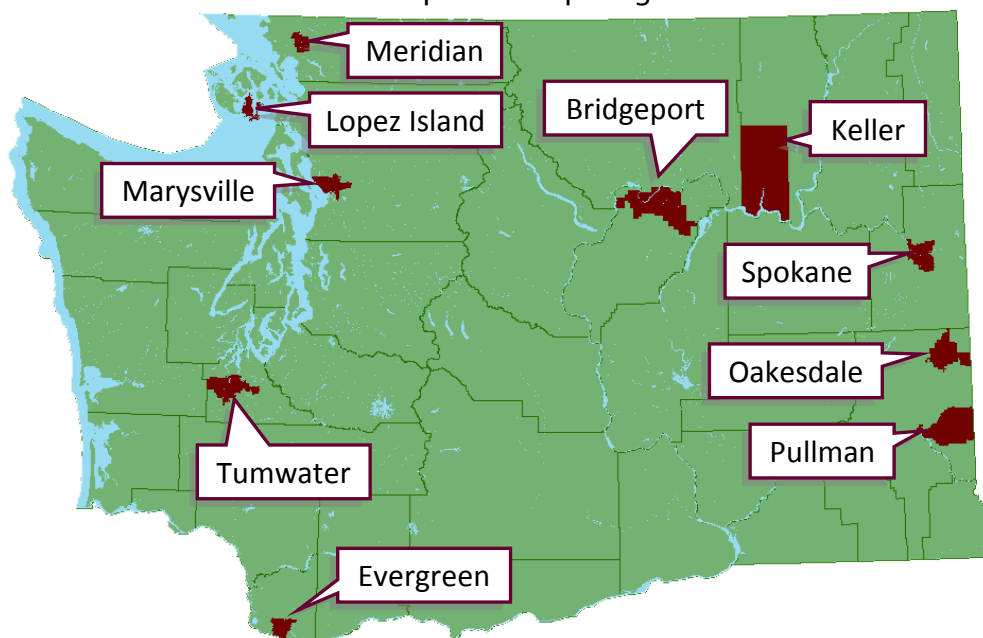 Meridian
Lopez Island
Bridgeport
Keller
Marysville
Spokane
Oakesdale
Pullman
Tumwater
Evergreen